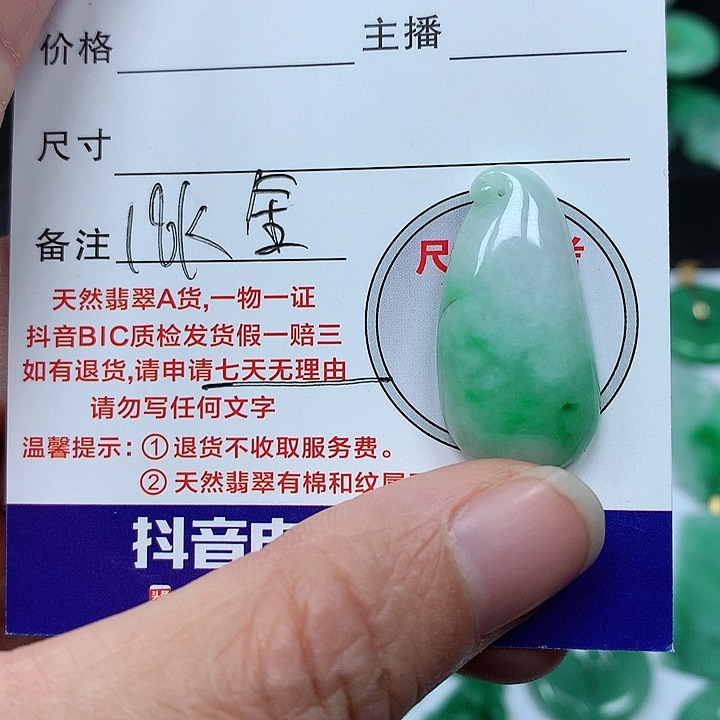 价格 主播
尺寸
备注 18K 金
天然翡翠A货,一物一证
抖音BIC质检发货假一赔三
如有退货,请申请七天无理由
请勿写任何文字
温馨提示：①退货不收取服务费。
②天然翡翠有棉和纹
尺
抖音电